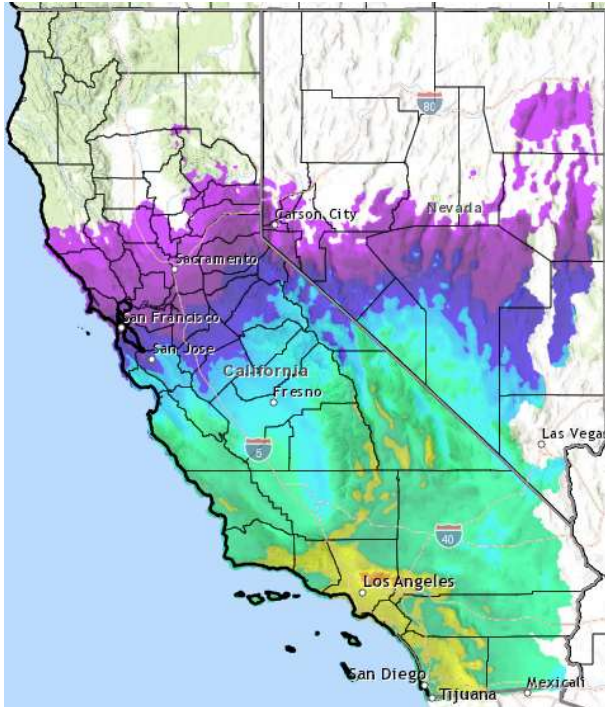 80
Carson City
Nevada
Sacramento
San Francisco
San Jose
California
Fresno
5
Las Vegas
40
Los Angeles
San Diego
Tijuana
Mexicali